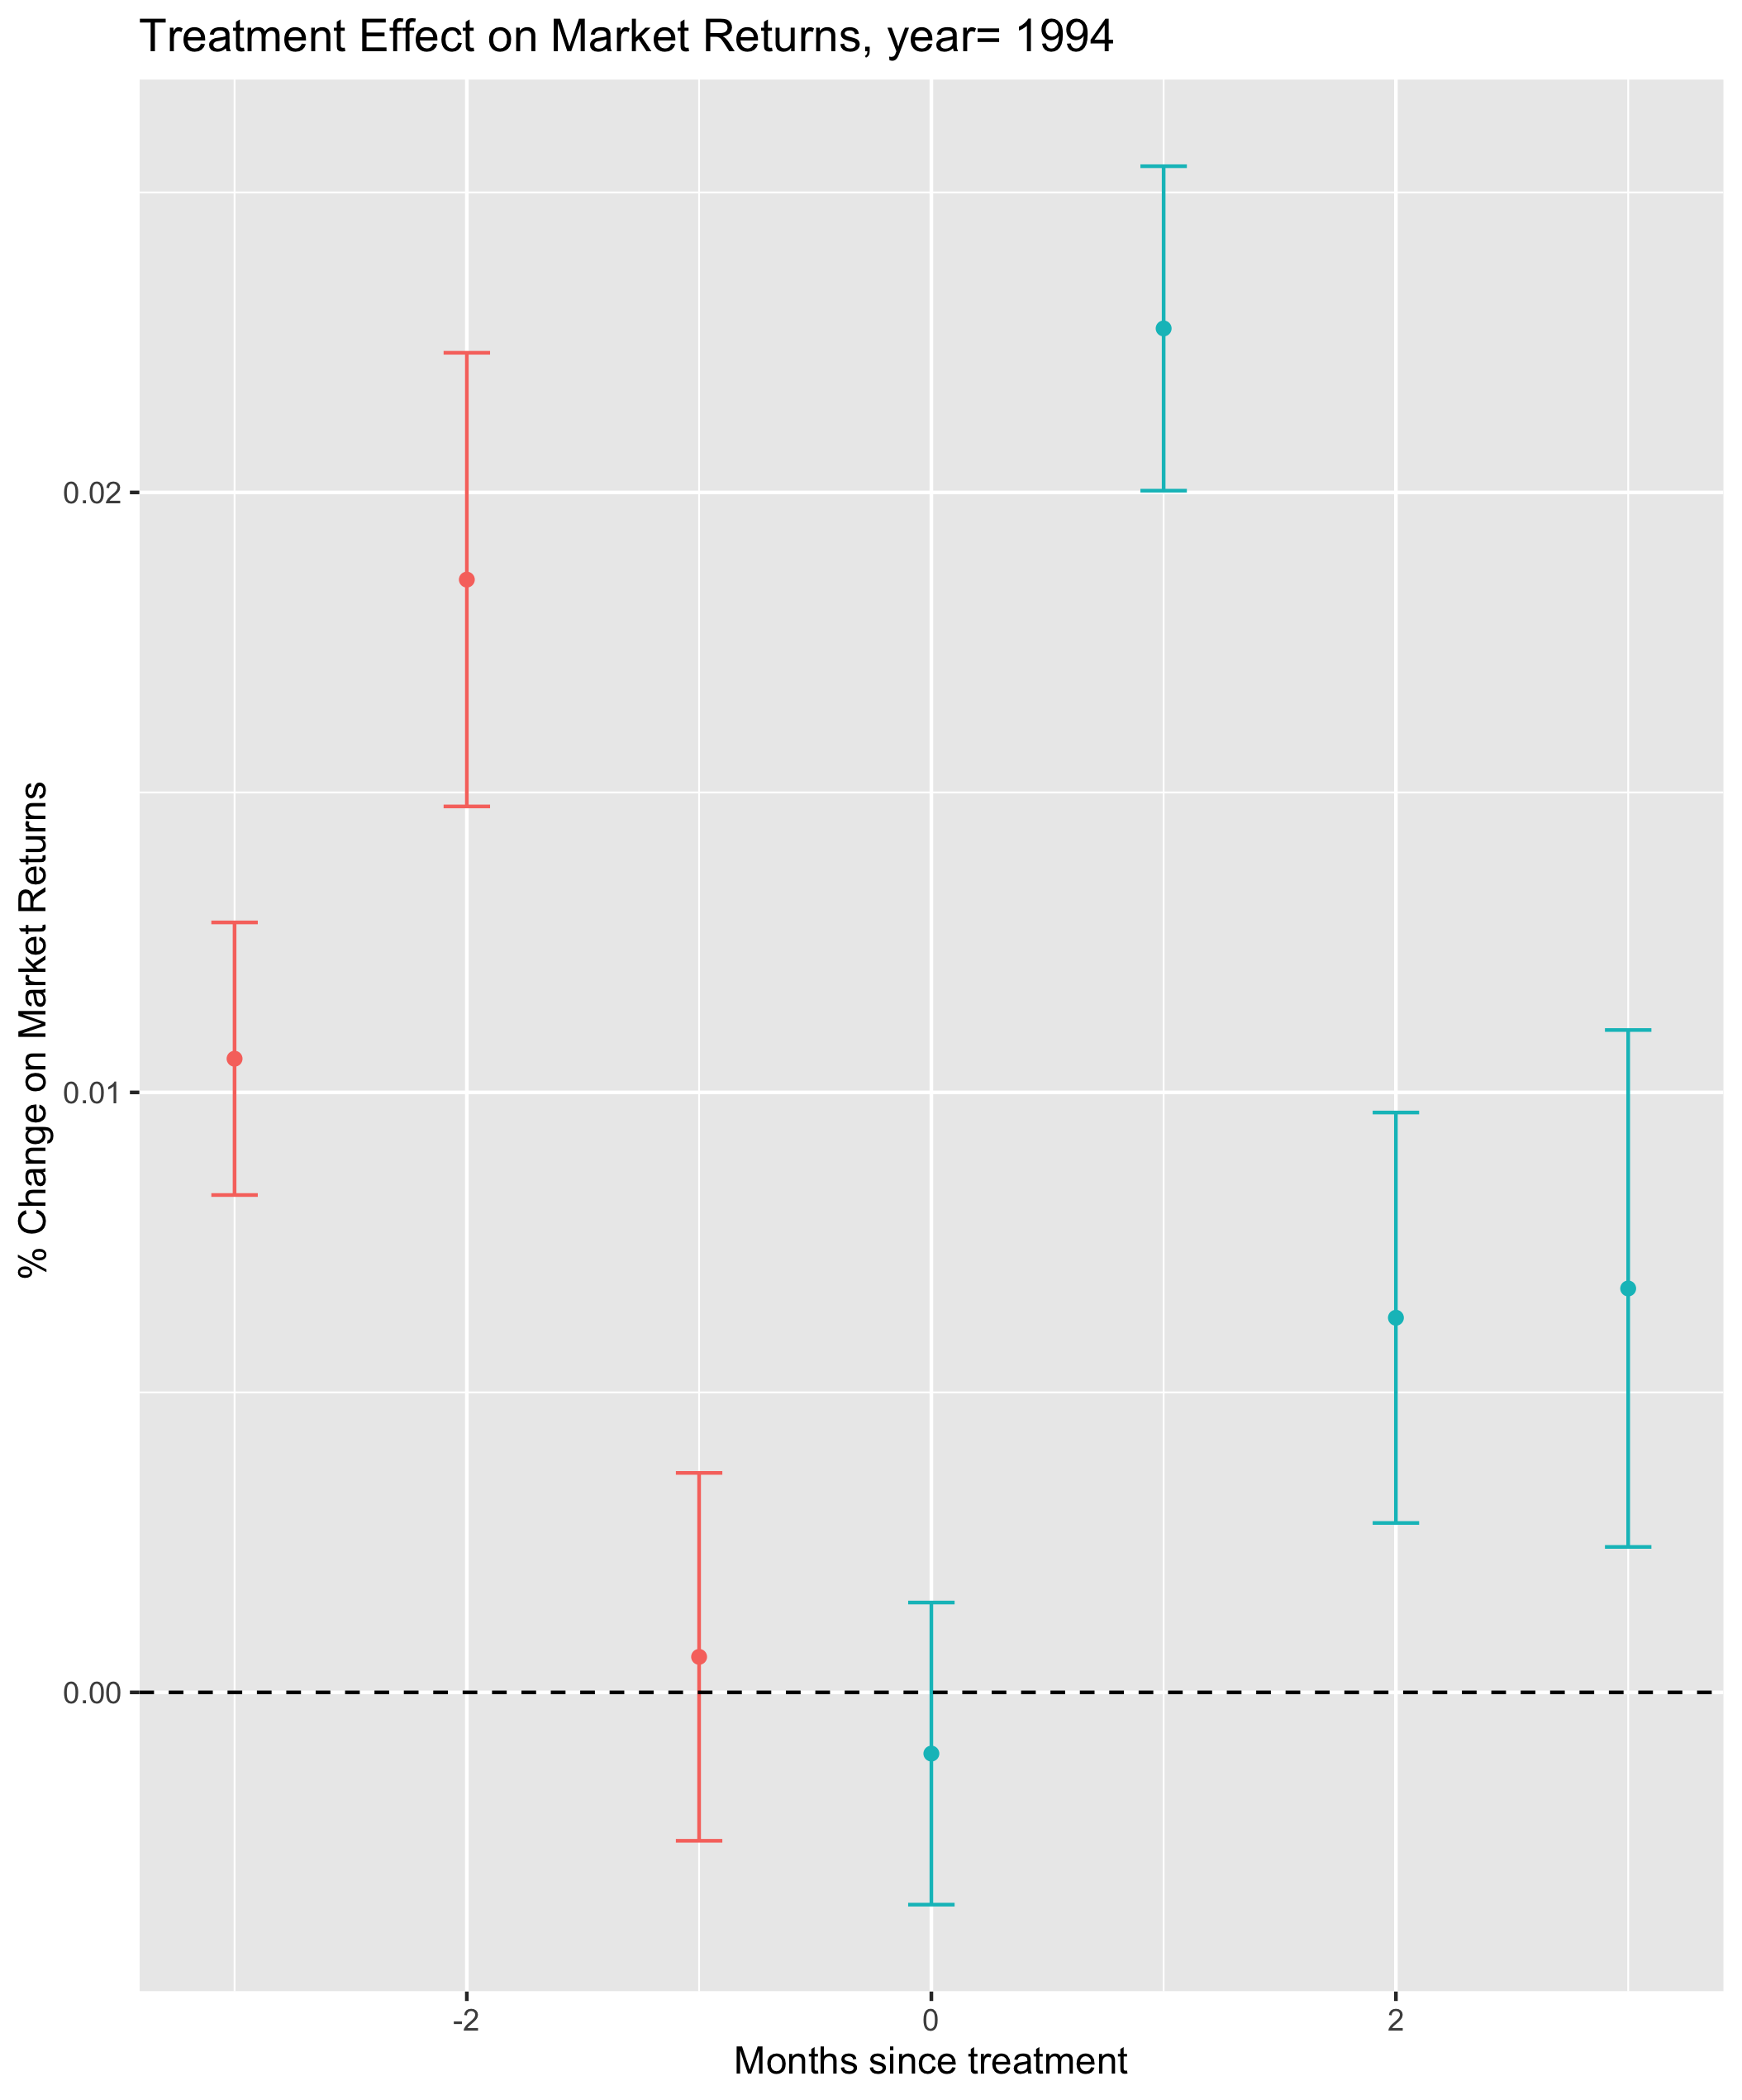 Treatment Effect on Market Returns, year= 1994
% Change on Market Returns
0.02
0.01
0.00
-2
0
2
Months since treatment